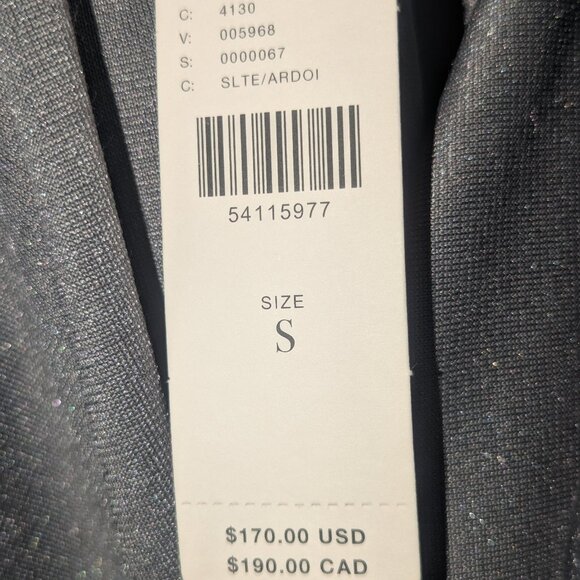 C: 4130
V: 005968
S: 0000067
C: SLTE/ARDOI
54115977
SIZE
S
$170.00 USD
$190.00 CAD